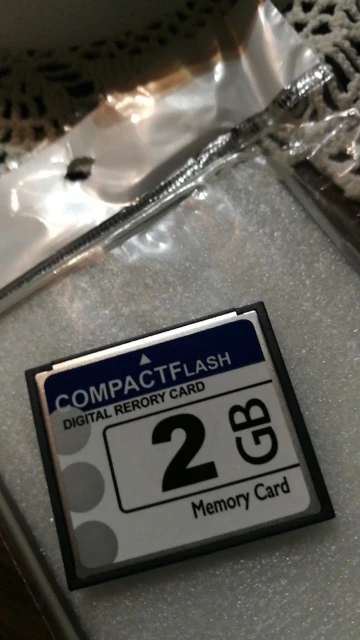 COMPACTFLASH
DIGITAL RERORY CARD
2 GB
Memory Card